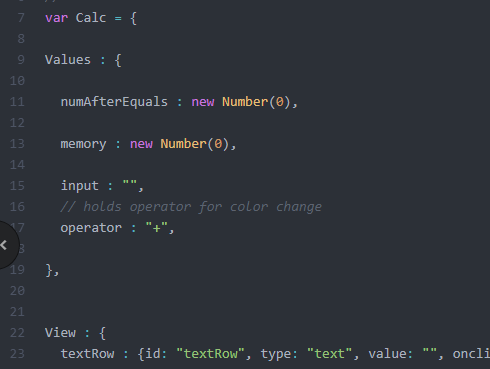 7 var Calc = {
8
9 Values : {
10
11 numAfterEquals : new Number(0),
12
13 memory : new Number(0),
14
15 input : "",
16 // holds operator for color change
17 operator : "+",
19 },
20
21
22 View : {
23 textRow : {id: "textRow", type: "text", value: "", oncli